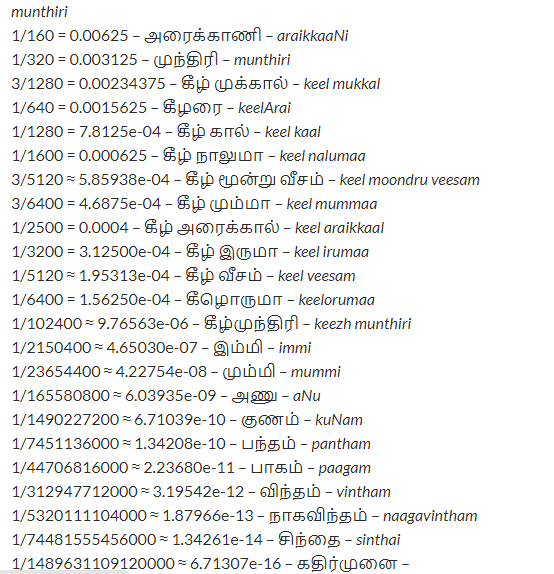 munthiri
1/160 = 0.00625 – அரைக்காணி – araikkaaNi
1/320 = 0.003125 – முந்திரி – munthiri
3/1280 = 0.00234375 – கீழ் முக்கால் – keel mukkal
1/640 = 0.0015625 – கீழரை – keelArai
1/1280 = 7.8125e-04 – கீழ் கால் – keel kaal
1/1600 = 0.000625 – கீழ் நாலுமா – keel nalumaa
3/5120 ≈ 5.85938e-04 – கீழ் மூன்று வீசம் – keel moondru veesam
3/6400 = 4.6875e-04 – கீழ் மும்மா – keel mummaa
1/2500 = 0.0004 – கீழ் அரைக்கால் – keel araikkaal
1/3200 = 3.12500e-04 – கீழ் இருமா – keel irumaa
1/5120 ≈ 1.95313e-04 – கீழ் வீசம் – keel veesam
1/6400 = 1.56250e-04 – கீழொருமா – keelorumaa
1/102400 ≈ 9.76563e-06 – கீழ்முந்திரி – keezh munthiri
1/2150400 ≈ 4.65030e-07 – இம்மி – immi
1/23654400 ≈ 4.22754e-08 – மும்மி – mummi
1/165580800 ≈ 6.03935e-09 – அணு – aNu
1/1490227200 ≈ 6.71039e-10 – குணம் – kuNam
1/7451136000 ≈ 1.34208e-10 – பந்தம் – pantham
1/44706816000 ≈ 2.23680e-11 – பாகம் – paagam
1/312947712000 ≈ 3.19542e-12 – விந்தம் – vintham
1/5320111104000 ≈ 1.87966e-13 – நாகவிந்தம் – naagavintham
1/74481555456000 ≈ 1.34261e-14 – சிந்தை – sinthai
1/1489631109120000 ≈ 6.71307e-16 – கதிர்முனை –